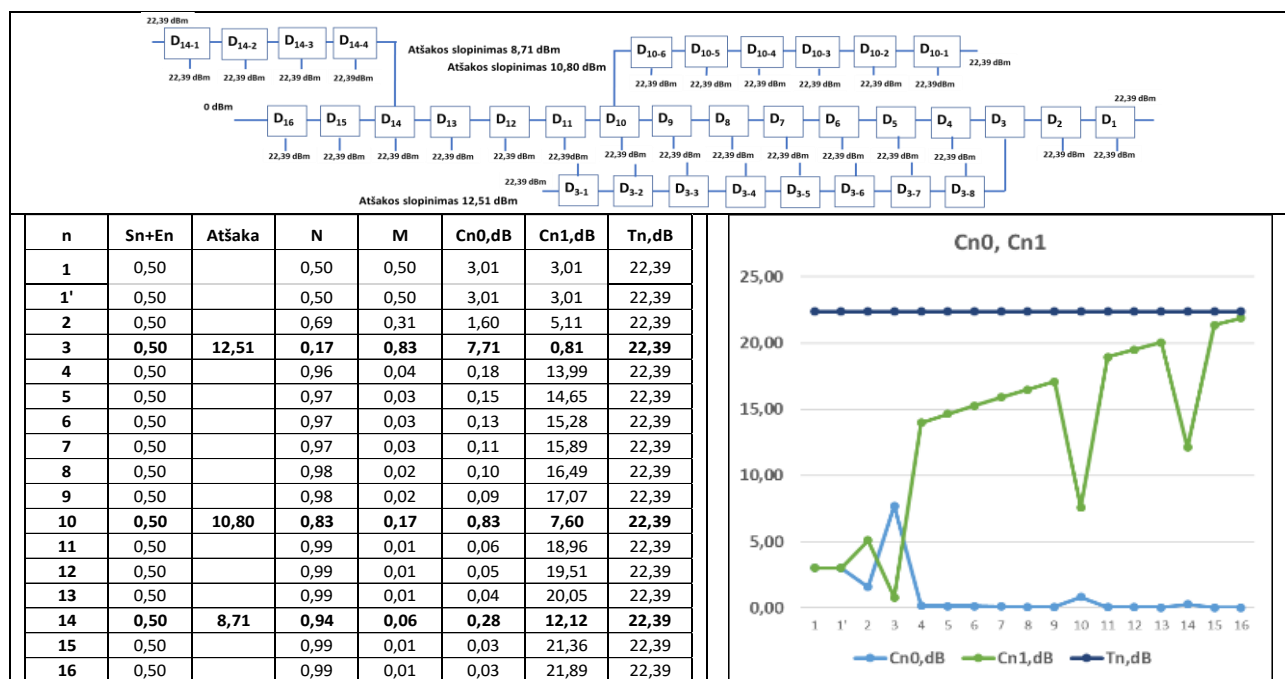 22,39 dBm
D14-1 D14-2 D14-3 D14-4
Atšakos slopinimas 8,71 dBm
Atšakos slopinimas 10,80 dBm
D10-6 D10-5 D10-4 D10-3 D10-2 D10-1
22,39 dBm
22,39 dBm 22,39 dBm 22,39 dBm 22,39dBm
22,39 dBm 22,39 dBm 22,39 dBm 22,39 dBm 22,39 dBm 22,39 dBm
0 dBm
22,39 dBm
D16 D15 D14 D13 D12 D11 D10 D9 D8 D7 D6 D5 D4 D3 D2 D1
22,39 dBm 22,39 dBm 22,39 dBm 22,39 dBm 22,39 dBm 22,39 dBm 22,39 dBm 22,39 dBm 22,39 dBm 22,39 dBm 22,39 dBm 22,39 dBm 22,39 dBm 22,39 dBm 22,39 dBm
22,39 dBm
D3-1 D3-2 D3-3 D3-4 D3-5 D3-6 D3-7 D3-8
Atšakos slopinimas 12,51 dBm
n Sn+En Atšaka N M Cn0,dB Cn1,dB Tn,dB
1 0,50 0,50 0,50 3,01 3,01 22,39
1' 0,50 0,50 0,50 3,01 3,01 22,39
2 0,50 0,69 0,31 1,60 5,11 22,39
3 0,50 12,51 0,17 0,83 7,71 0,81 22,39
4 0,50 0,96 0,04 0,18 13,99 22,39
5 0,50 0,97 0,03 0,15 14,65 22,39
6 0,50 0,97 0,03 0,13 15,28 22,39
7 0,50 0,97 0,03 0,11 15,89 22,39
8 0,50 0,98 0,02 0,10 16,49 22,39
9 0,50 0,98 0,02 0,09 17,07 22,39
10 0,50 10,80 0,83 0,17 0,83 7,60 22,39
11 0,50 0,99 0,01 0,06 18,96 22,39
12 0,50 0,99 0,01 0,05 19,51 22,39
13 0,50 0,99 0,01 0,04 20,05 22,39
14 0,50 8,71 0,94 0,06 0,28 12,12 22,39
15 0,50 0,99 0,01 0,03 21,36 22,39
16 0,50 0,99 0,01 0,03 21,89 22,39
Cn0, Cn1
25,00
20,00
15,00
10,00
5,00
0,00
1 1' 2 3 4 5 6 7 8 9 10 11 12 13 14 15 16
Cn0,dB Cn1,dB Tn,dB